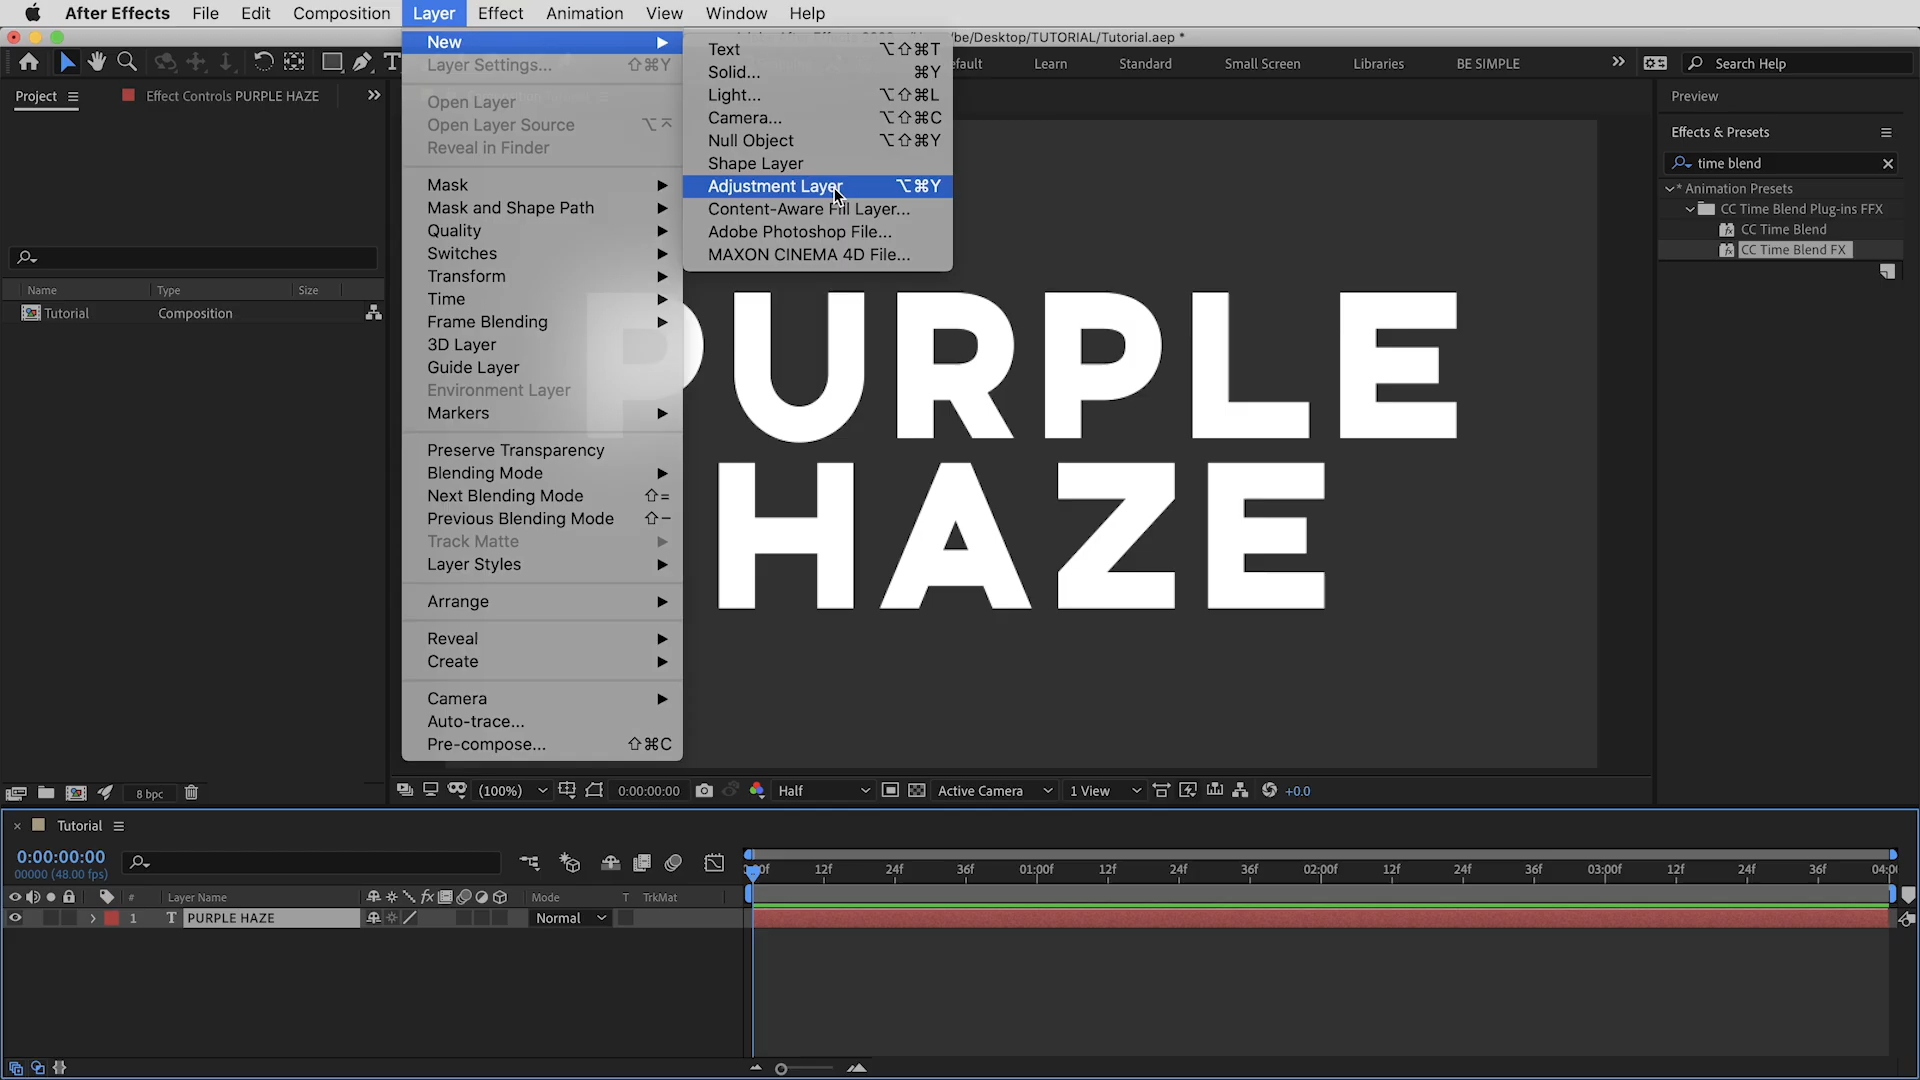 After Effects File Edit Composition Layer Effect Animation View Window Help
be/Desktop/TUTORIAL/Tutorial.aep *
Learn Standard Small Screen Libraries BE SIMPLE Search Help
Project Effect Controls PURPLE HAZE
Name Type Size
Tutorial Composition
8 bpc
New
Layer Settings... ⇧⌘Y
Open Layer
Open Layer Source
Reveal in Finder
Mask
Mask and Shape Path
Quality
Switches
Transform
Time
Frame Blending
3D Layer
Guide Layer
Environment Layer
Markers
Preserve Transparency
Blending Mode
Next Blending Mode ⇧=
Previous Blending Mode ⇧-
Track Matte
Layer Styles
Arrange
Reveal
Create
Camera
Auto-trace...
Pre-compose... ⇧⌘C
Text ⌥⇧⌘T
Solid... ⌘Y
Light... ⌥⇧⌘L
Camera... ⌥⇧⌘C
Null Object ⌥⇧⌘Y
Shape Layer
Adjustment Layer ⌥⌘Y
Content-Aware Fill Layer...
Adobe Photoshop File...
MAXON CINEMA 4D File...
PURPLE
HAZE
Preview
Effects & Presets
time blend
* Animation Presets
CC Time Blend Plug-ins FFX
CC Time Blend
CC Time Blend FX
(100%) 0:00:00:00 Half Active Camera 1 View +0.0
Tutorial
0:00:00:00
00000 (48.00 fps)
12f 24f 36f 01:00f 12f 24f 36f 02:00f 12f 24f 36f 03:00f 12f 24f 36f
# Layer Name Mode T TrkMat
1 T PURPLE HAZE Normal